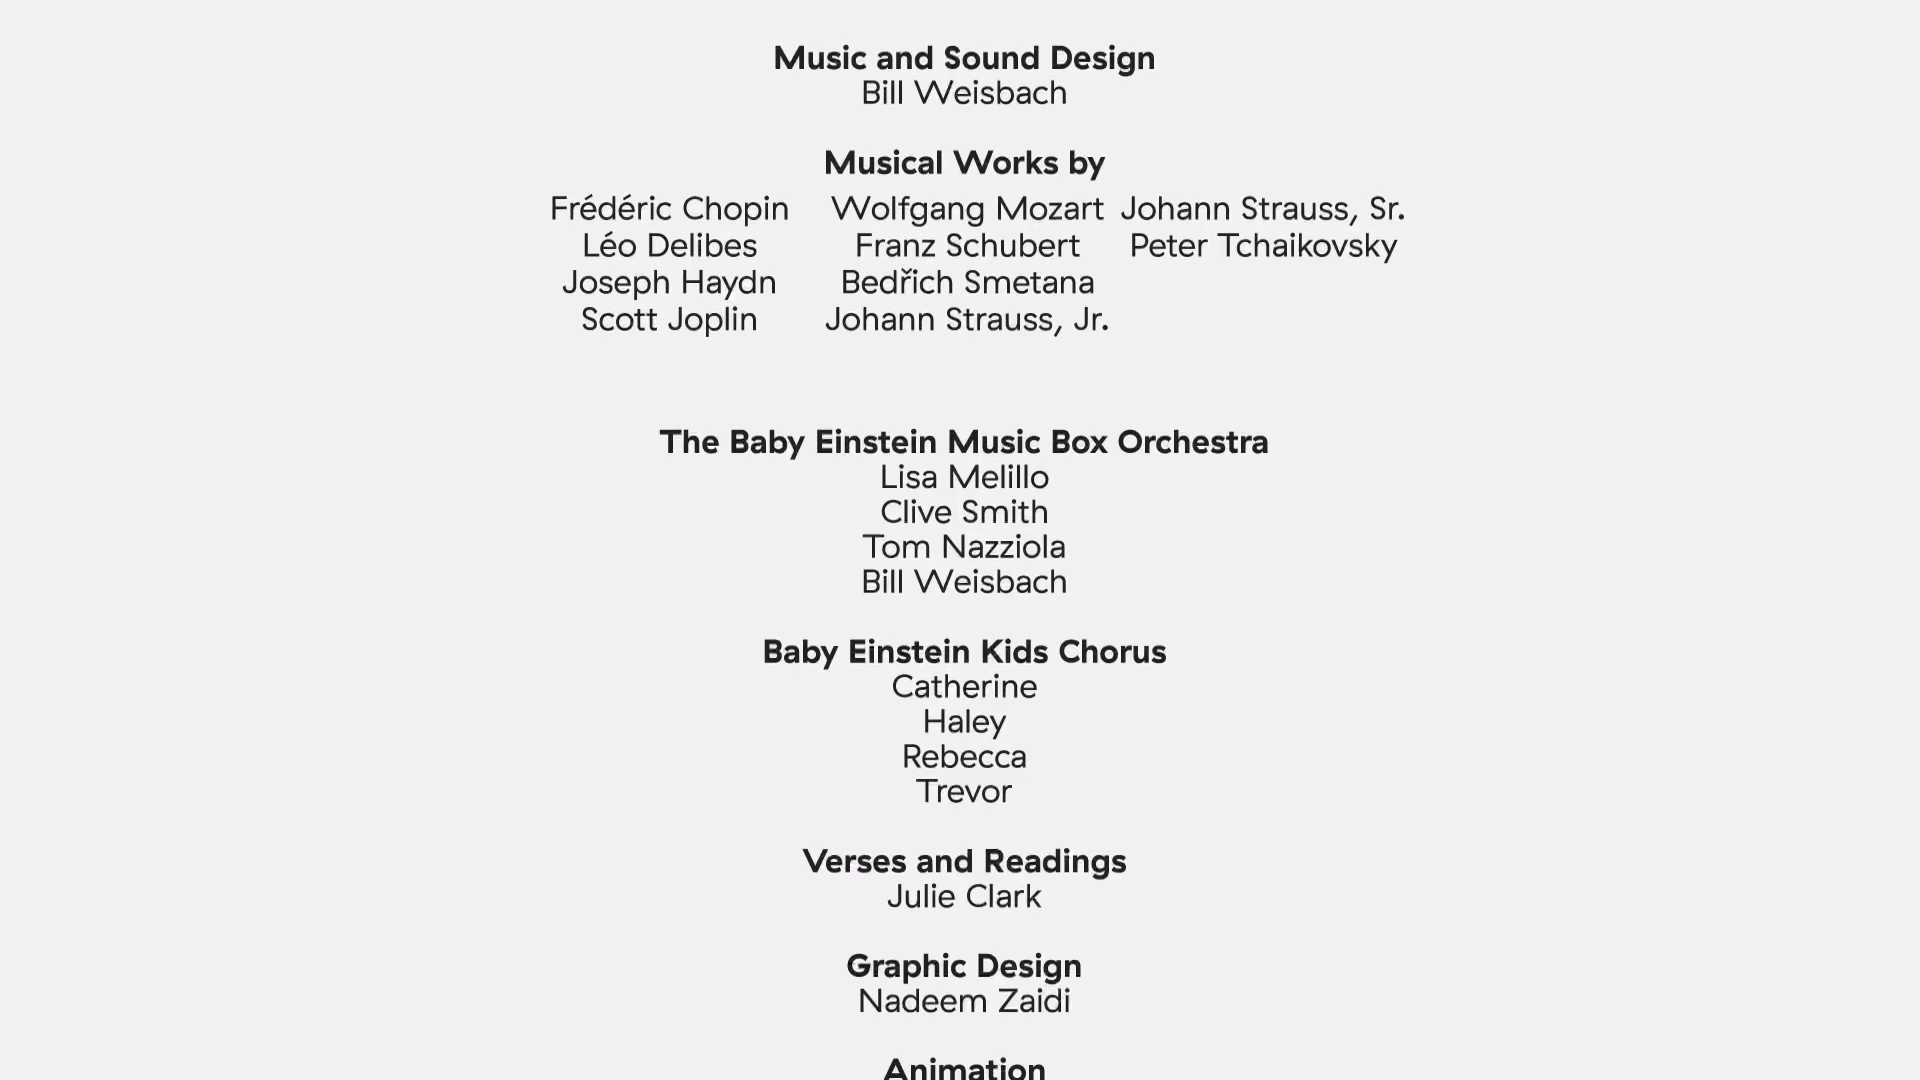 Music and Sound Design
Bill Weisbach
Musical Works by
Frédéric Chopin Wolfgang Mozart Johann Strauss, Sr.
Léo Delibes Franz Schubert Peter Tchaikovsky
Joseph Haydn Bedřich Smetana
Scott Joplin Johann Strauss, Jr.
The Baby Einstein Music Box Orchestra
Lisa Melillo
Clive Smith
Tom Nazziola
Bill Weisbach
Baby Einstein Kids Chorus
Catherine
Haley
Rebecca
Trevor
Verses and Readings
Julie Clark
Graphic Design
Nadeem Zaidi
Animation